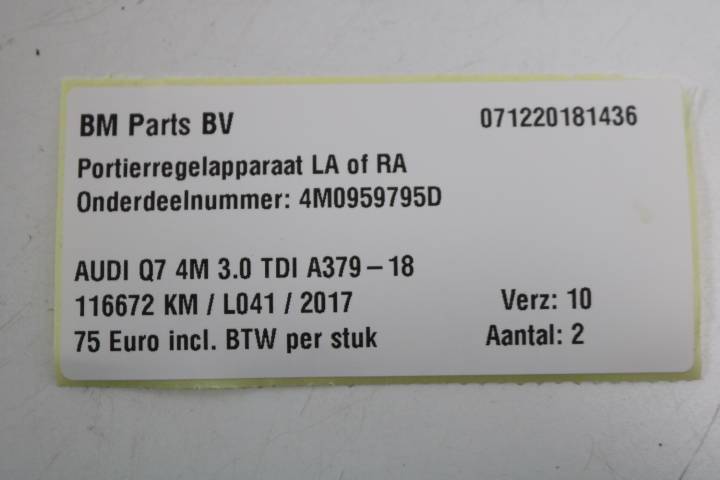 BM Parts BV 071220181436
Portierregelapparaat LA of RA
Onderdeelnummer: 4M0959795D
AUDI Q7 4M 3.0 TDI A379-18
116672 KM / L041 / 2017 Verz: 10
75 Euro incl. BTW per stuk Aantal: 2